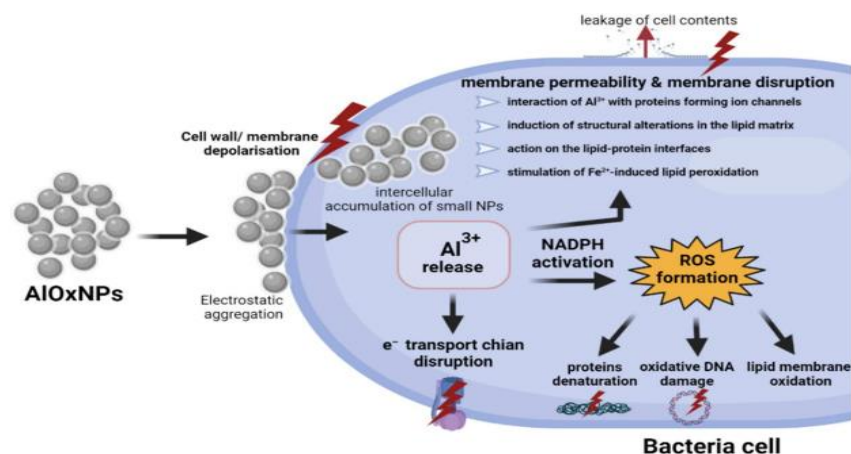 leakage of cell contents
membrane permeability & membrane disruption
interaction of Al³⁺ with proteins forming ion channels
induction of structural alterations in the lipid matrix
action on the lipid-protein interfaces
stimulation of Fe²⁺-induced lipid peroxidation
Cell wall/ membrane
depolarisation
intercellular
accumulation of small NPs
AlOxNPs
Electrostatic
aggregation
Al³⁺
release
NADPH
activation
ROS
formation
e⁻ transport chian
disruption
proteins
denaturation
oxidative DNA
damage
lipid membrane
oxidation
Bacteria cell